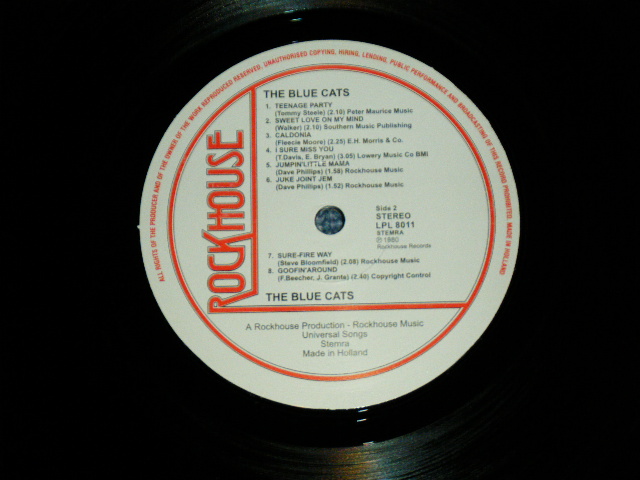 ALL RIGHTS OF THE PRODUCER AND OF THE OWNER OF THE WORK REPRODUCED RESERVED. UNAUTHORISED COPYING, HIRING, LENDING, PUBLIC PERFORMANCE AND BROADCASTING OF THIS RECORD PROHIBITED. MADE IN HOLLAND
ROCKHOUSE
THE BLUE CATS
1. TEENAGE PARTY
(Tommy Steele) (2.10) Peter Maurice Music
2. SWEET LOVE ON MY MIND
(Walker) (2.10) Southern Music Publishing
3. CALDONIA
(Fleecie Moore) (2.25) E.H. Morris & Co.
4. I SURE MISS YOU
(T.Davis, E. Bryan) (3.05) Lowery Music Co BMI
5. JUMPIN'LITTLE MAMA
(Dave Phillips) (1.58) Rockhouse Music
6. JUKE JOINT JEM
(Dave Phillips) (1.52) Rockhouse Music
Side 2
STEREO
LPL 8011
STEMRA
℗ 1980
Rockhouse Records
7. SURE-FIRE WAY
(Steve Bloomfield) (2.08) Rockhouse Music
8. GOOFIN'AROUND
(F.Beecher, J. Granta) (2.40) Copyright Control
THE BLUE CATS
A Rockhouse Production - Rockhouse Music
Universal Songs
Stemra
Made in Holland